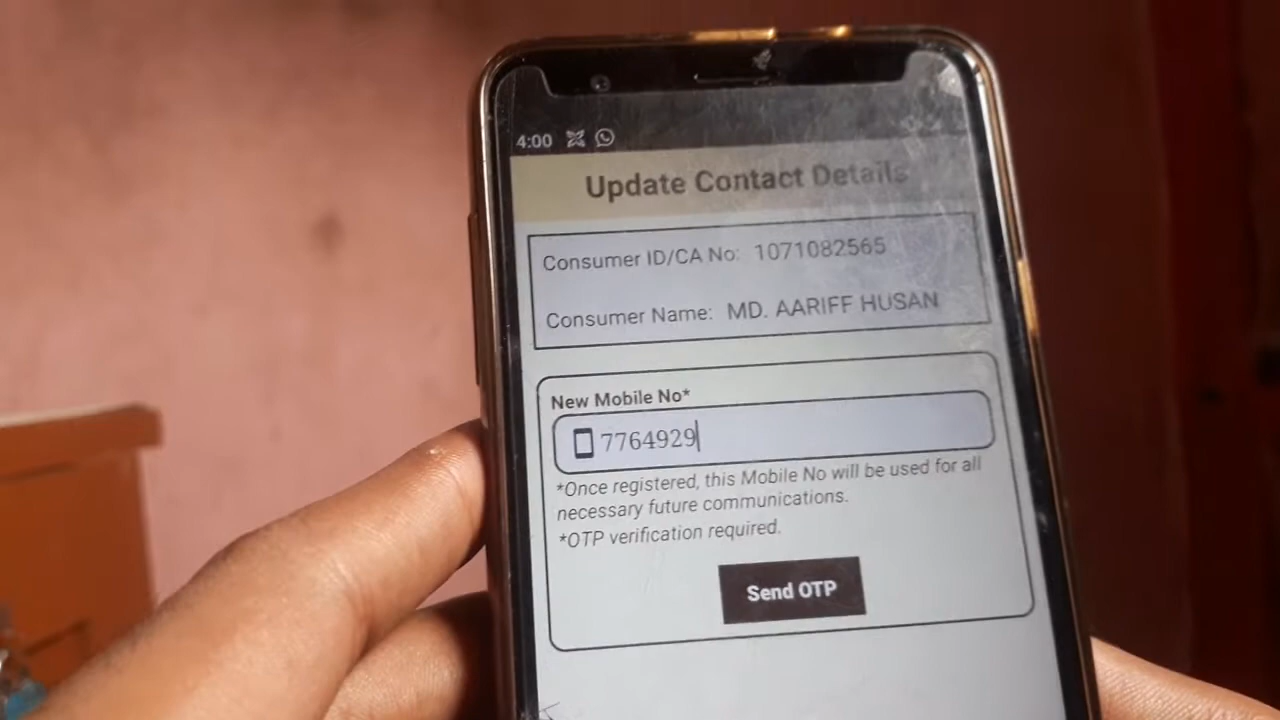 4:00
Update Contact Details
Consumer ID/CA No: 1071082565
Consumer Name: MD. AARIFF HUSAN
New Mobile No*
7764929
*Once registered, this Mobile No will be used for all
necessary future communications.
*OTP verification required.
Send OTP